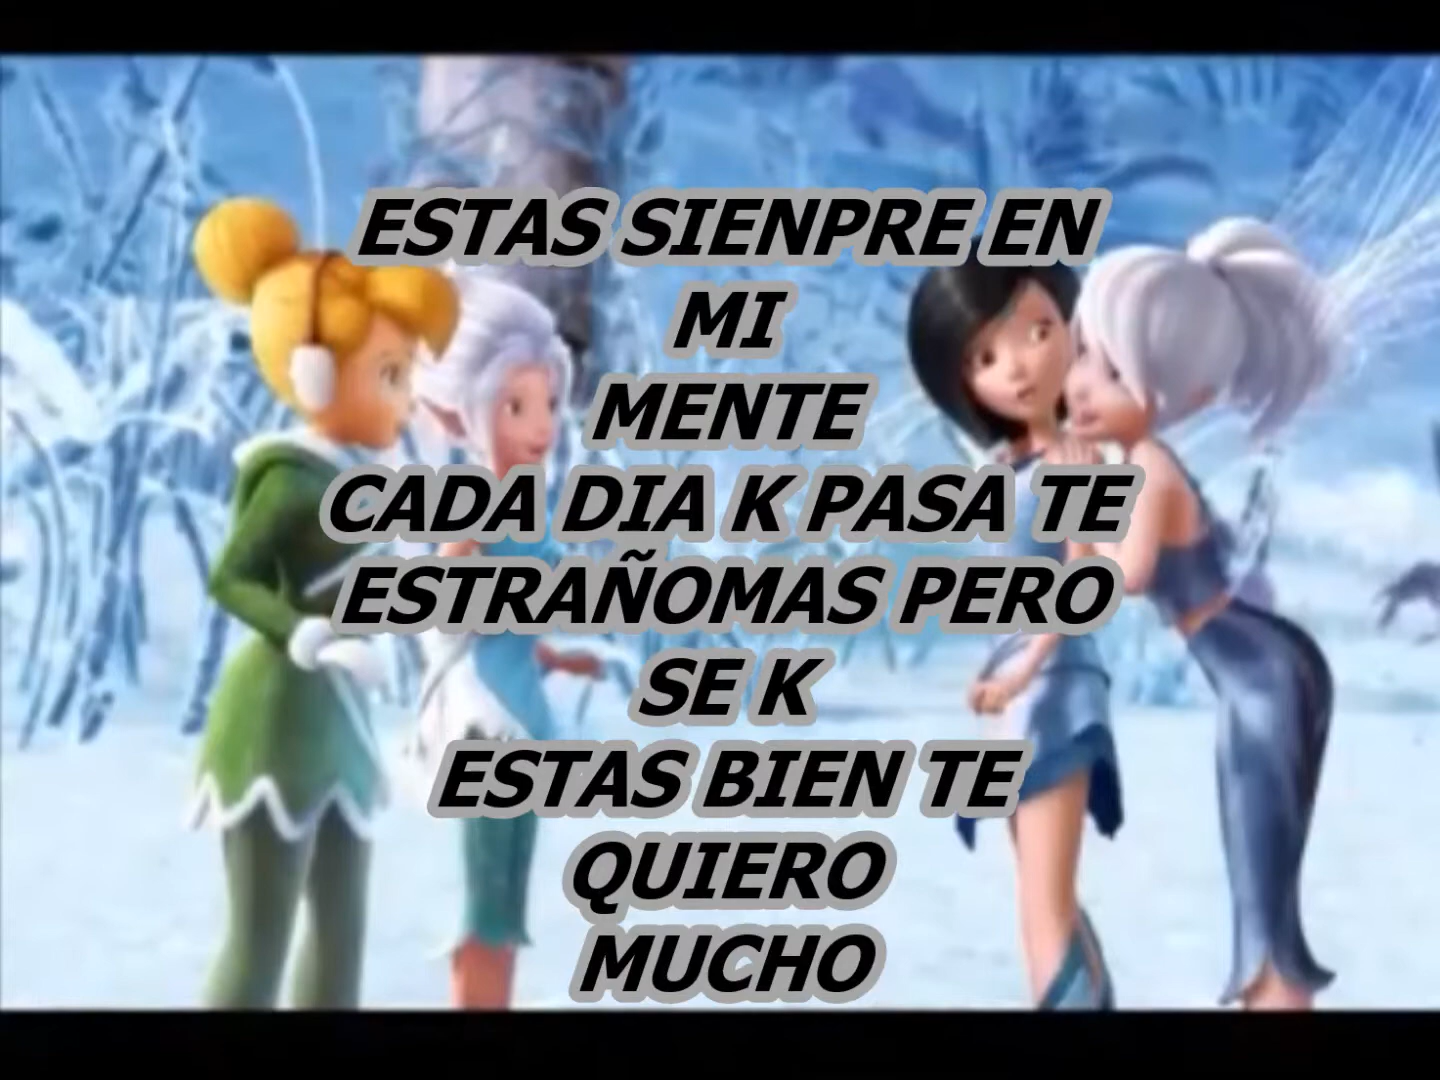 ESTAS SIENPRE EN
MI
MENTE
CADA DIA K PASA TE
ESTRAÑOMAS PERO
SE K
ESTAS BIEN TE
QUIERO
MUCHO